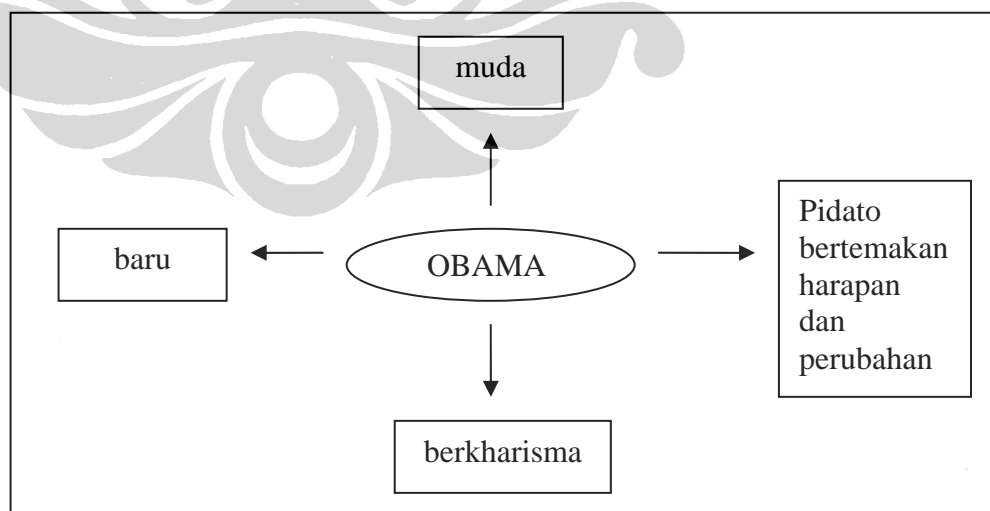 muda
baru
OBAMA
Pidato
bertemakan
harapan
dan
perubahan
berkharisma